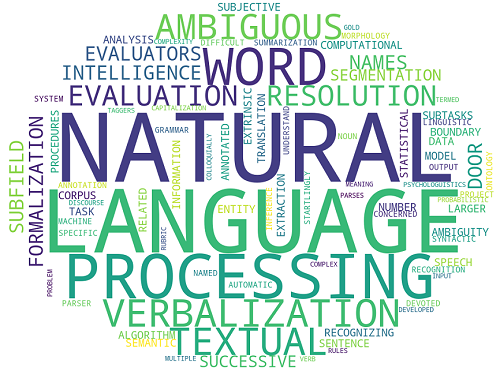 SUBJECTIVE
AMBIGUOUS
GOLD
MORPHOLOGY
ANALYSIS
COMPLEXITY
DIFFICULT
SUMMARIZATION
COMPUTATIONAL
EVALUATORS
WORD
NAMES
INTELLIGENCE
SEGMENTATION
SYSTEM
EVALUATION
EXTRINSIC
RESOLUTION
TERMED
TAGGERS
CAPITALIZATION
SUBTASKS
LINGUISTIC
PROCEDURES
NATURAL
GRAMMAR
COLLOQUIALLY
ANNOTATED
TRANSLATION
UNDERSTAND
NOUN
STATISTICAL
BOUNDARY
DATA
DOOR
MODEL
OUTPUT
SUBFIELD
FORMALIZATION
INFORMATION
EXTRACTION
INFERENCE
STARTLINGLY
MEANING
PARSES
PSYCHOLOGUISTICS
PROJECT
ONTOLOGY
ANNOTATION
CORPUS
DISCOURSE
MACHINE
TASK
SPECIFIC
RELATED
RUBRIC
LANGUAGE
ENTITY
NUMBER
CONCERNED
PROBABILISTIC
LARGER
AMBIGUITY
SYNTACTIC
PROBLEM
PROCESSING
NAMED
AUTOMATIC
COMPLEX
SPEECH
RECOGNITION
INPUT
DEVOTED
DEVELOPED
PARSER
VERBALIZATION
ALGORITHM
SEMANTIC
TEXTUAL
RECOGNIZING
SENTENCE
MULTIPLE
SUCCESSIVE
VERB
RULES